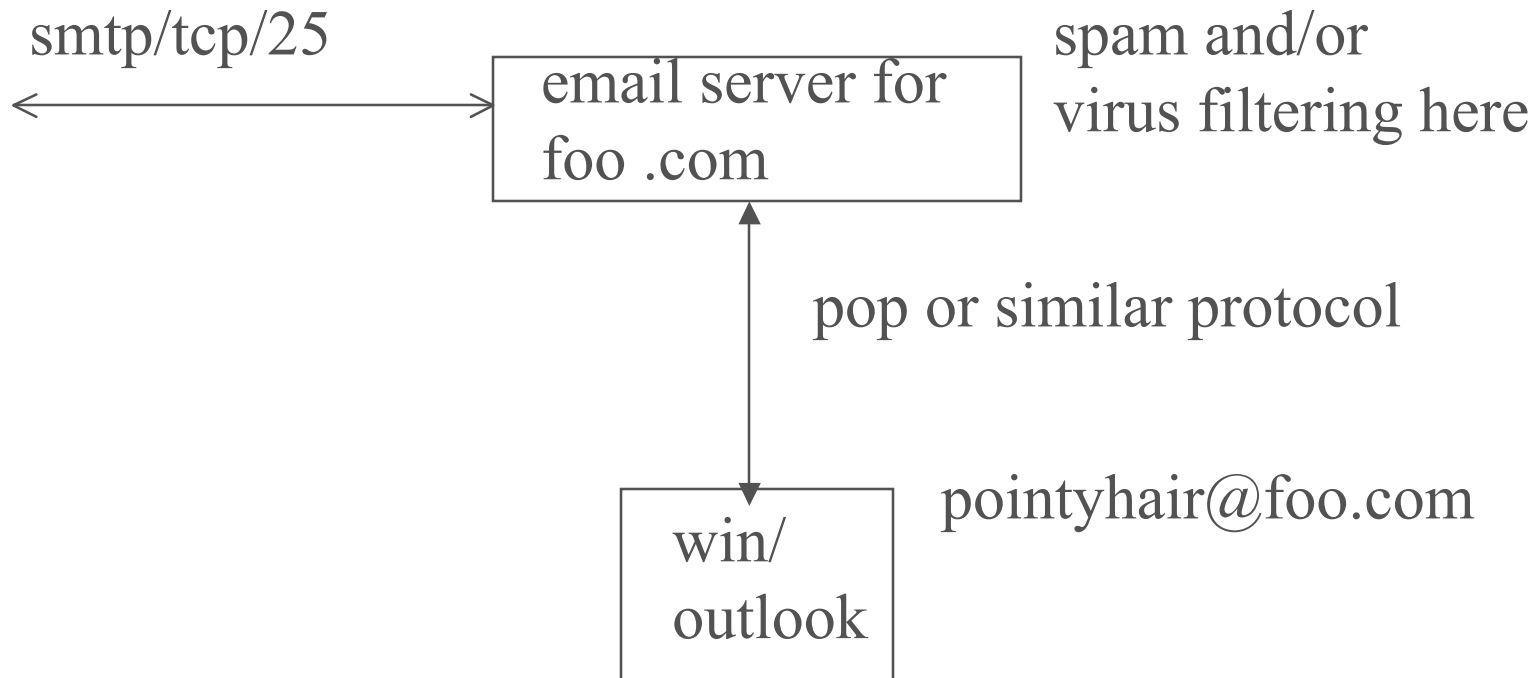 smtp/tcp/25
email server for
foo .com
spam and/or
virus filtering here
pop or similar protocol
pointyhair@foo.com
win/
outlook